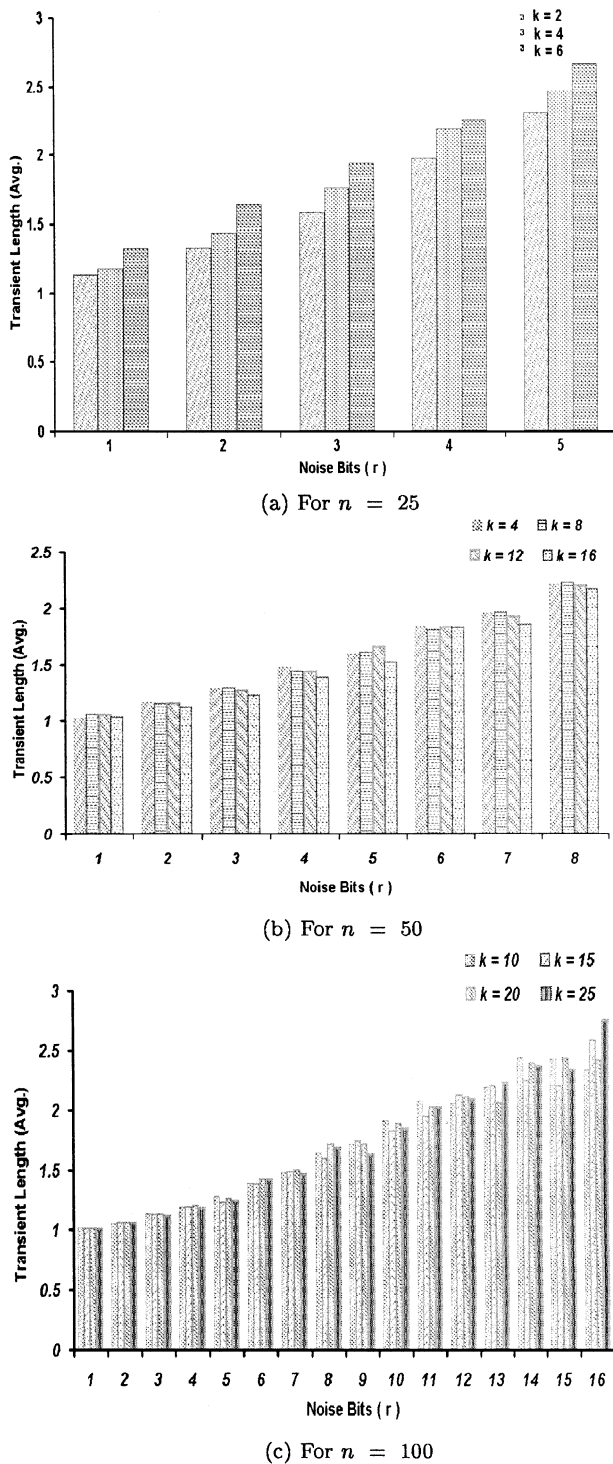 3
k = 2
k = 4
k = 6
2.5
2
1.5
1
0.5
0
Transient Length (Avg.)
1 2 3 4 5
Noise Bits ( r )
(a) For n = 25
k = 4 k = 8
k = 12 k = 16
2.5
2
1.5
1
0.5
0
Transient Length (Avg.)
1 2 3 4 5 6 7 8
Noise Bits ( r )
(b) For n = 50
k = 10 k = 15
k = 20 k = 25
3
2.5
2
1.5
1
0.5
0
Transient Length (Avg.)
1 2 3 4 5 6 7 8 9 10 11 12 13 14 15 16
Noise Bits ( r )
(c) For n = 100